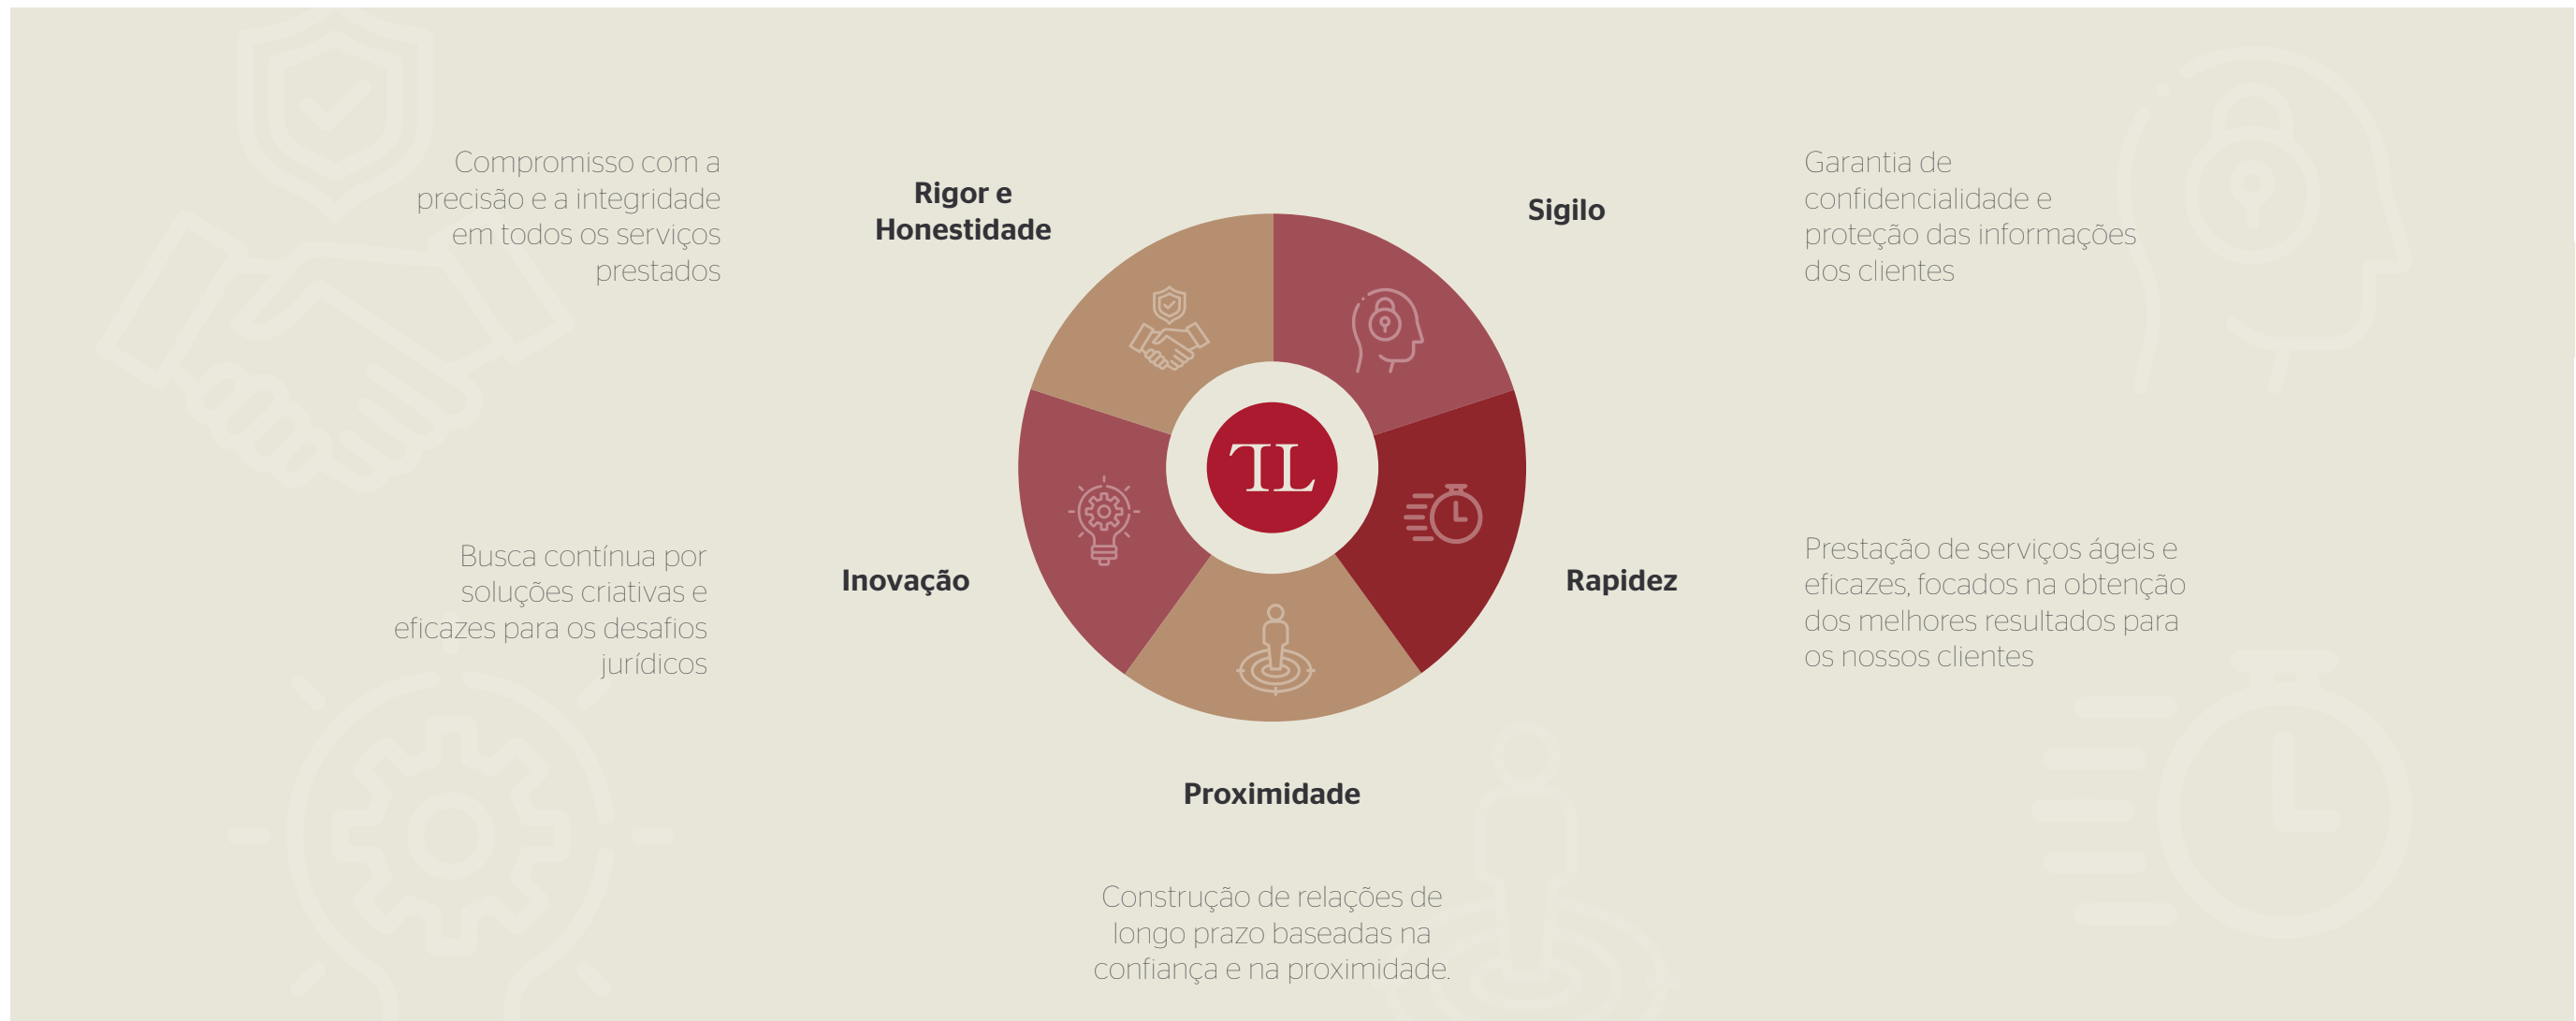 Compromisso com a
precisão e a integridade
em todos os serviços
prestados
Rigor e
Honestidade
Sigilo
Garantia de
confidencialidade e
proteção das informações
dos clientes
TL
Busca contínua por
soluções criativas e
eficazes para os desafios
jurídicos
Inovação
Rapidez
Prestação de serviços ágeis e
eficazes, focados na obtenção
dos melhores resultados para
os nossos clientes
Proximidade
Construção de relações de
longo prazo baseadas na
confiança e na proximidade.